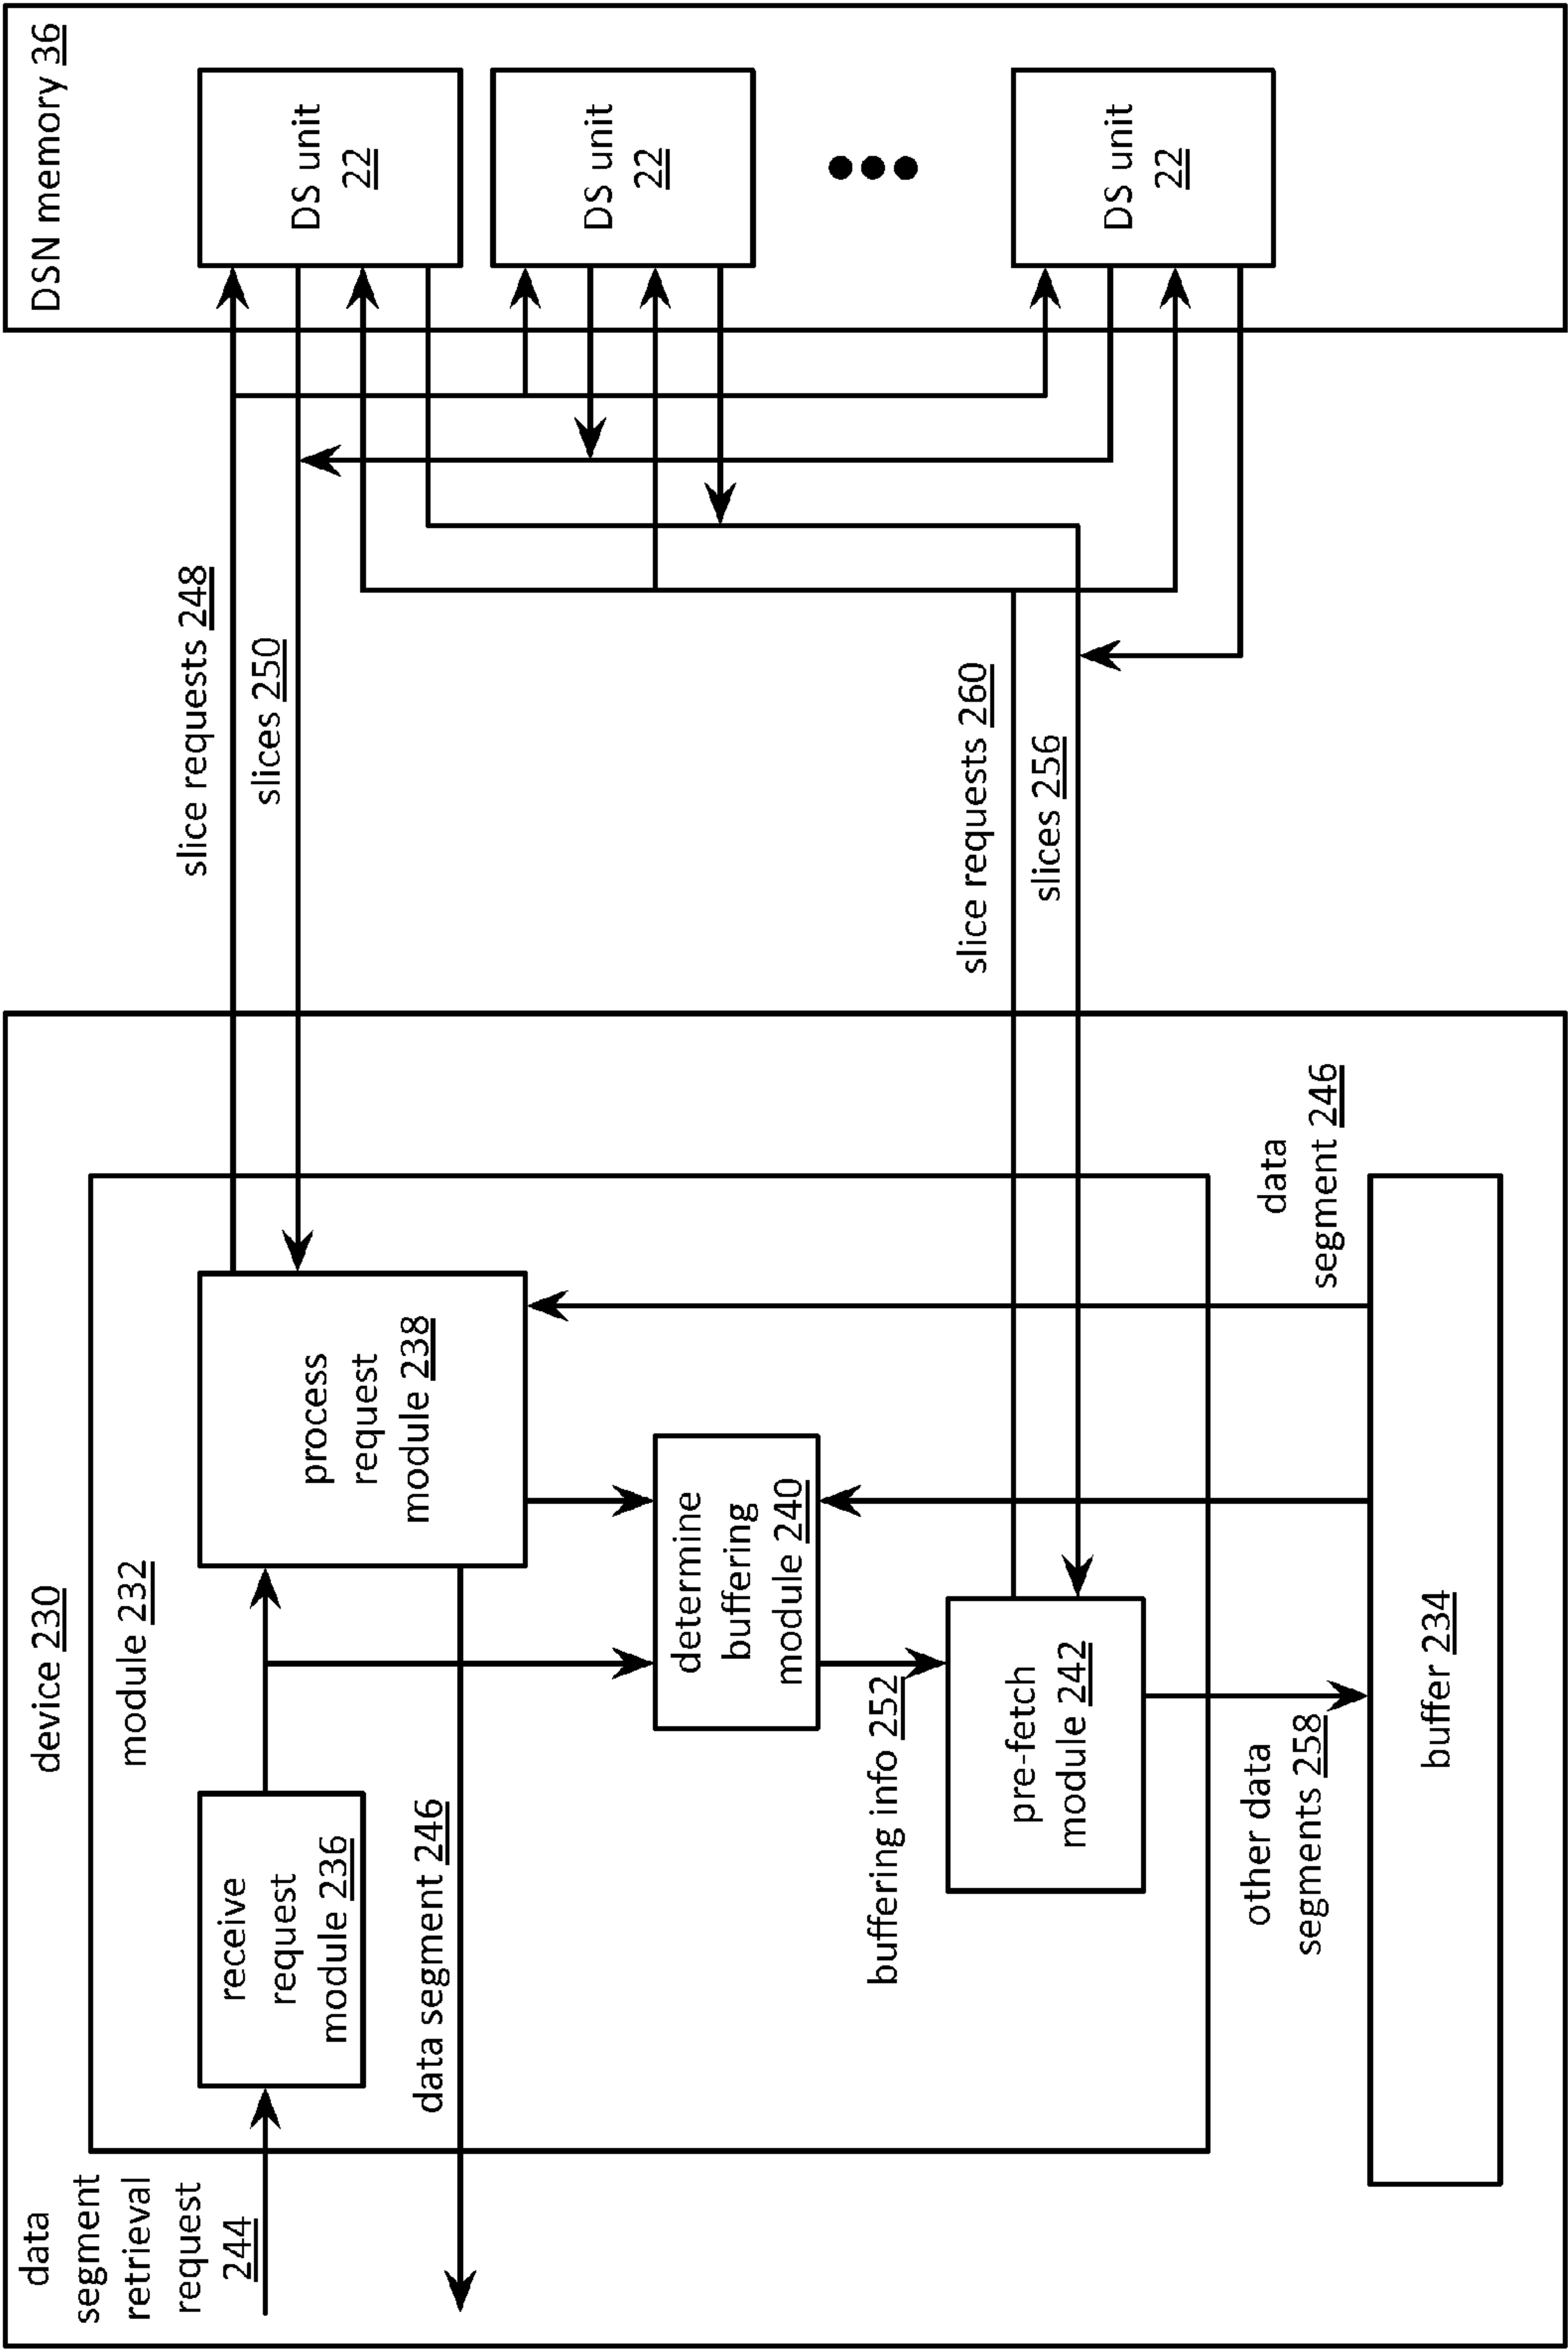 device 230
DSN memory 36
data
segment
retrieval
request
244
module 232
receive
request
module 236
process
request
module 238
slice requests 248
slices 250
DS unit
22
DS unit
22
DS unit
22
data segment 246
determine
buffering
module 240
buffering info 252
pre-fetch
module 242
slice requests 260
slices 256
other data
segments 258
data
segment 246
buffer 234